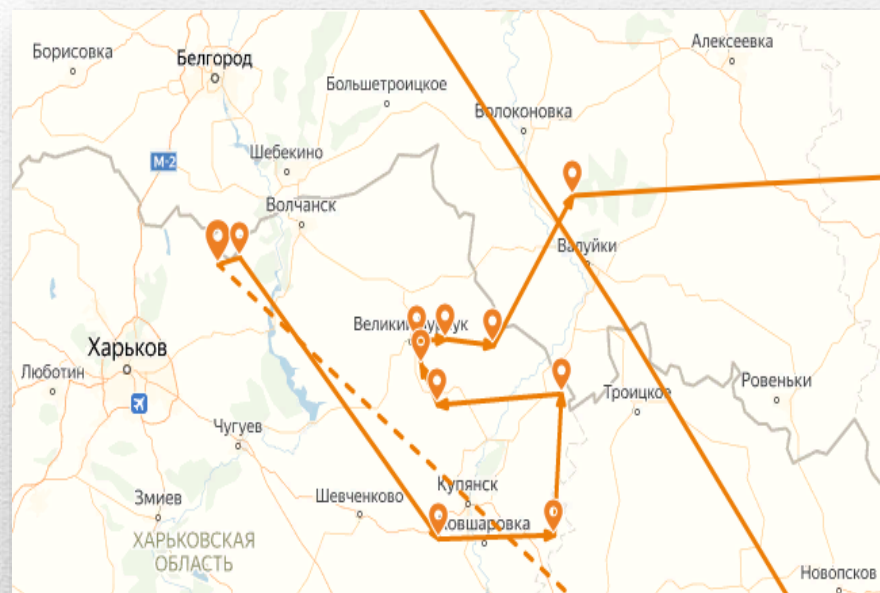 Борисовка
Белгород
Алексеевка
Большетроицкое
Волоконовка
М-2
Шебекино
Волчанск
Валуйки
Харьков
Люботин
Троицкое
Ровеньки
Чугуев
Змиев
Шевченково
Купянск
Ковшаровка
ХАРЬКОВСКАЯ
ОБЛАСТЬ
Новопсков